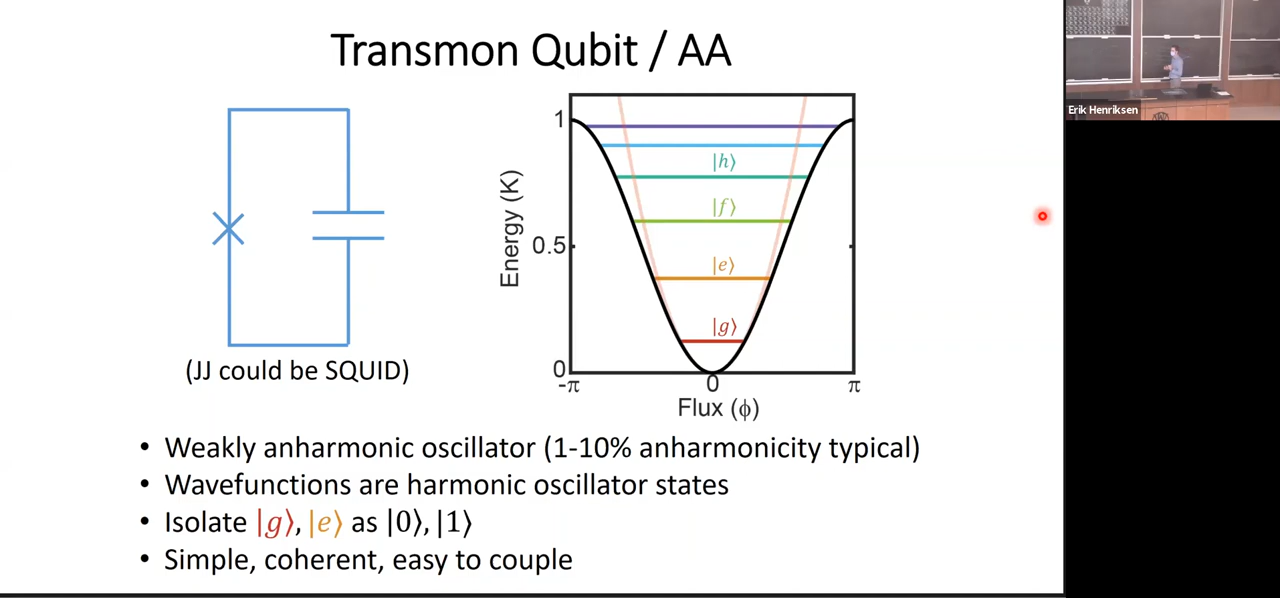 Transmon Qubit / AA
Erik Henriksen
1
0.5
0
Energy (K)
|h⟩
|f⟩
|e⟩
|g⟩
-π
0
π
Flux (ϕ)
(JJ could be SQUID)
• Weakly anharmonic oscillator (1-10% anharmonicity typical)
• Wavefunctions are harmonic oscillator states
• Isolate |g⟩, |e⟩ as |0⟩, |1⟩
• Simple, coherent, easy to couple